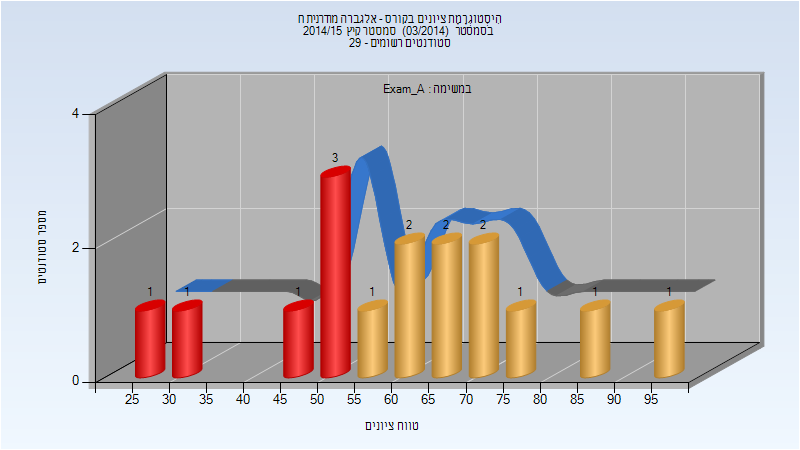 היסטוגרמת ציונים בקורס - אלגברה מודרנית ח
בסמסטר (03/2014) סמסטר קיץ 2014/15
סטודנטים רשומים - 29
במשימה : Exam_A
מספר סטודנטים
4
2
0
1
1
1
3
1
2
2
2
1
1
1
25 30 35 40 45 50 55 60 65 70 75 80 85 90 95
טווח ציונים